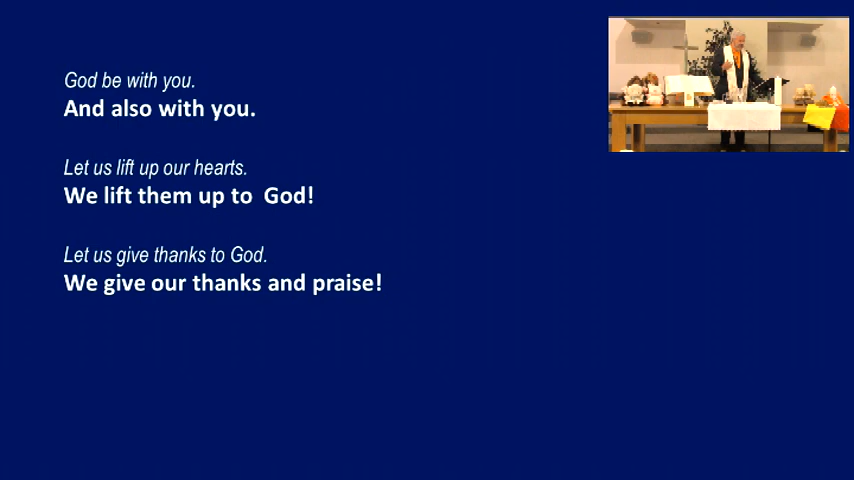 God be with you.
And also with you.
Let us lift up our hearts.
We lift them up to  God!
Let us give thanks to God.
We give our thanks and praise!